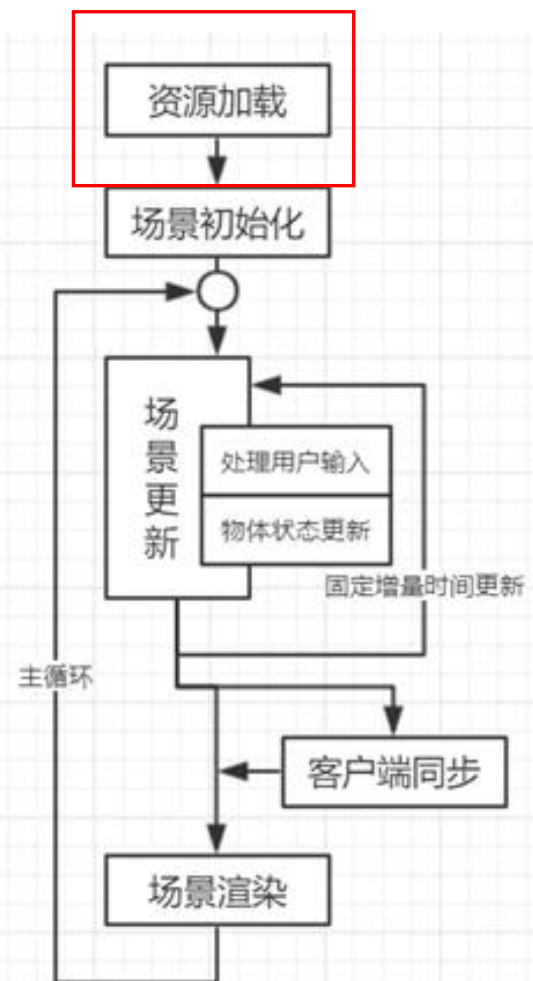 资源加载
场景初始化
场景更新
处理用户输入
物体状态更新
固定增量时间更新
主循环
客户端同步
场景渲染